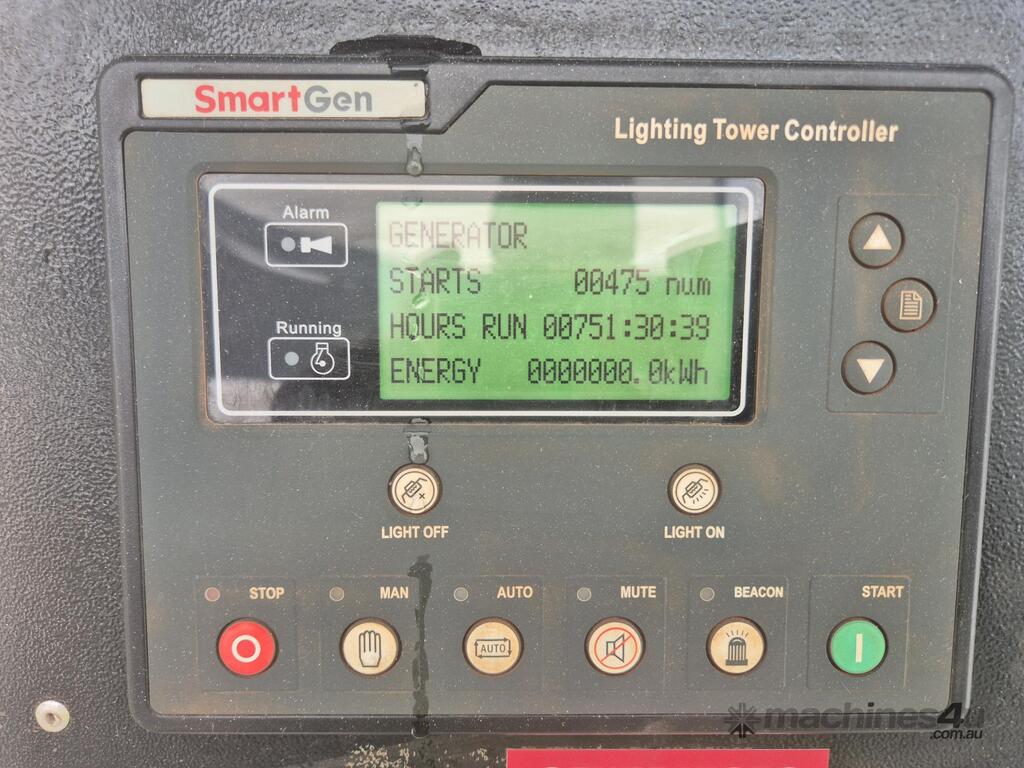 SmartGen
Lighting Tower Controller
Alarm
Running
GENERATOR
STARTS 00475 num
HOURS RUN 00751:30:39
ENERGY 0000000.0kWh
LIGHT OFF
LIGHT ON
STOP
MAN
AUTO
MUTE
BEACON
START
AUTO
machines4u
.com.au